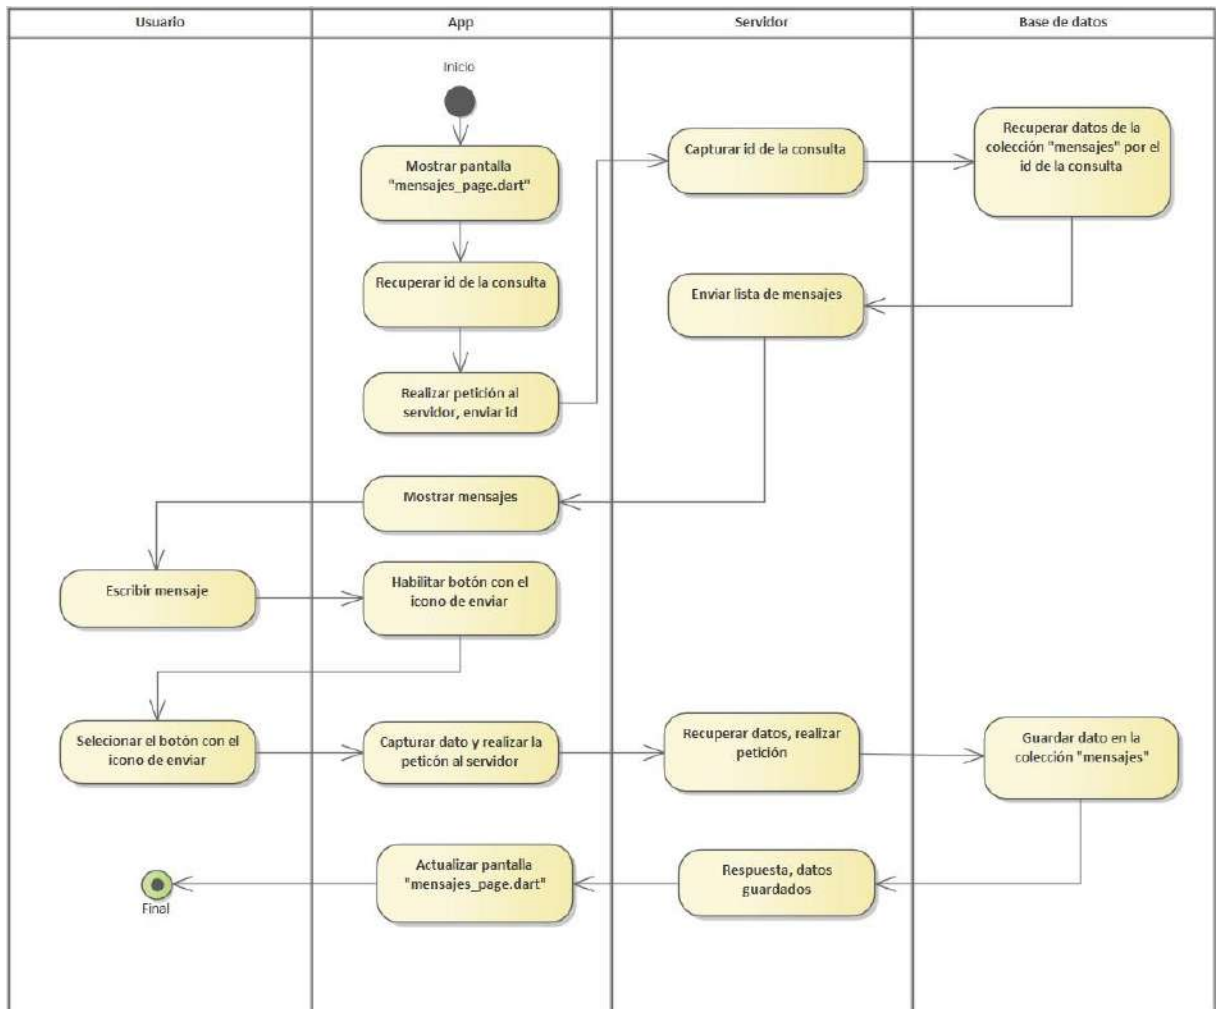 Usuario
App
Servidor
Base de datos
Inicio
Mostrar pantalla
"mensajes_page.dart"
Recuperar id de la consulta
Realizar petición al
servidor, enviar id
Capturar id de la consulta
Recuperar datos de la
colección "mensajes" por el
id de la consulta
Enviar lista de mensajes
Mostrar mensajes
Escribir mensaje
Habilitar botón con el
icono de enviar
Selecionar el botón con el
icono de enviar
Capturar dato y realizar la
peticón al servidor
Recuperar datos, realizar
petición
Guardar dato en la
colección "mensajes"
Respuesta, datos
guardados
Actualizar pantalla
"mensajes_page.dart"
Final